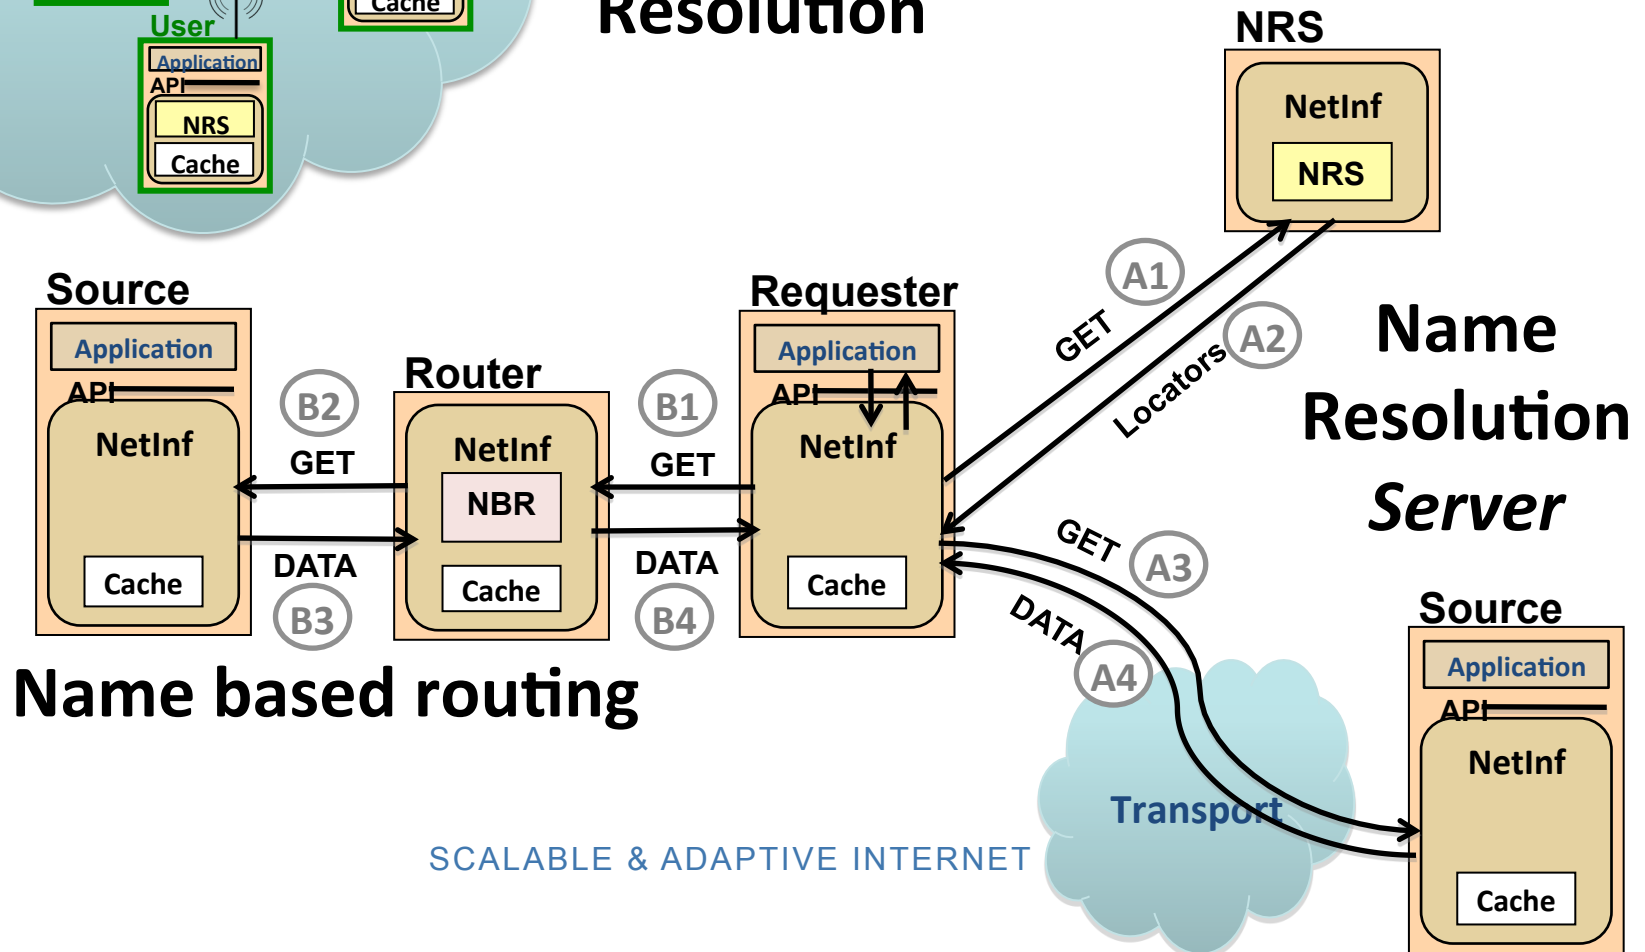 Cache
Resolution
User
Application
API
NRS
Cache
NRS
NetInf
NRS
A1
GET
A2
Locators
Name
Resolution
Server
Source
Application
API
NetInf
Cache
B2
GET
DATA
B3
Router
NetInf
NBR
Cache
B1
GET
DATA
B4
Requester
Application
API
NetInf
Cache
GET
A3
DATA
A4
Transport
Source
Application
API
NetInf
Cache
Name based routing
SCALABLE & ADAPTIVE INTERNET